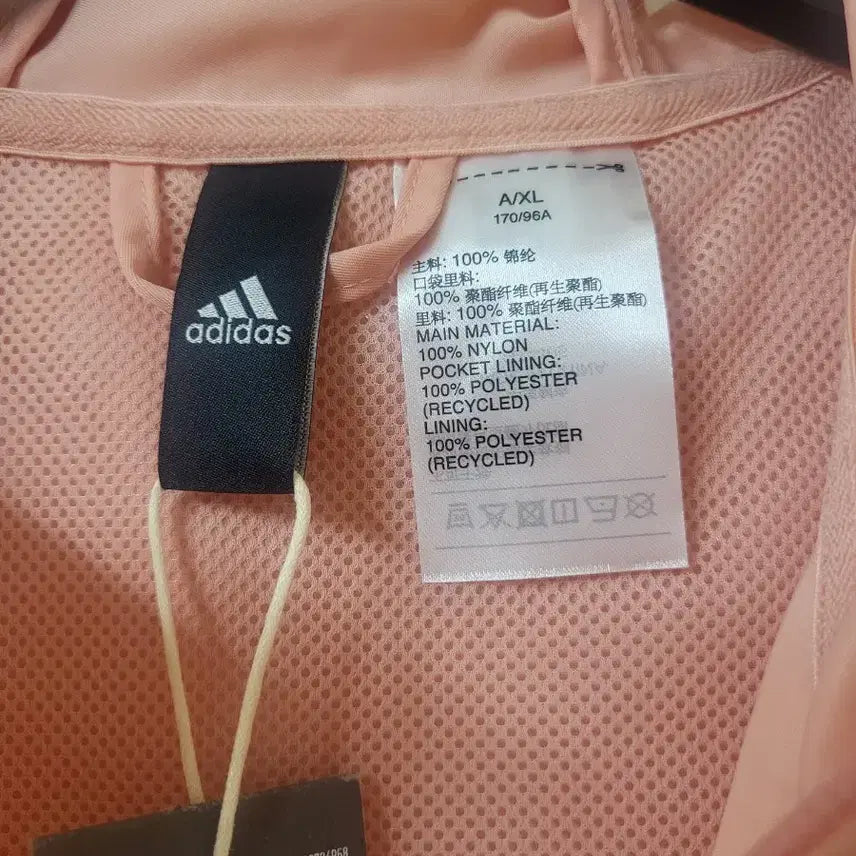 adidas
A/XL
170/96A
主料: 100% 锦纶
口袋里料:
100% 聚酯纤维(再生聚酯)
里料: 100% 聚酯纤维(再生聚酯)
MAIN MATERIAL:
100% NYLON
POCKET LINING:
100% POLYESTER
(RECYCLED)
LINING:
100% POLYESTER
(RECYCLED)